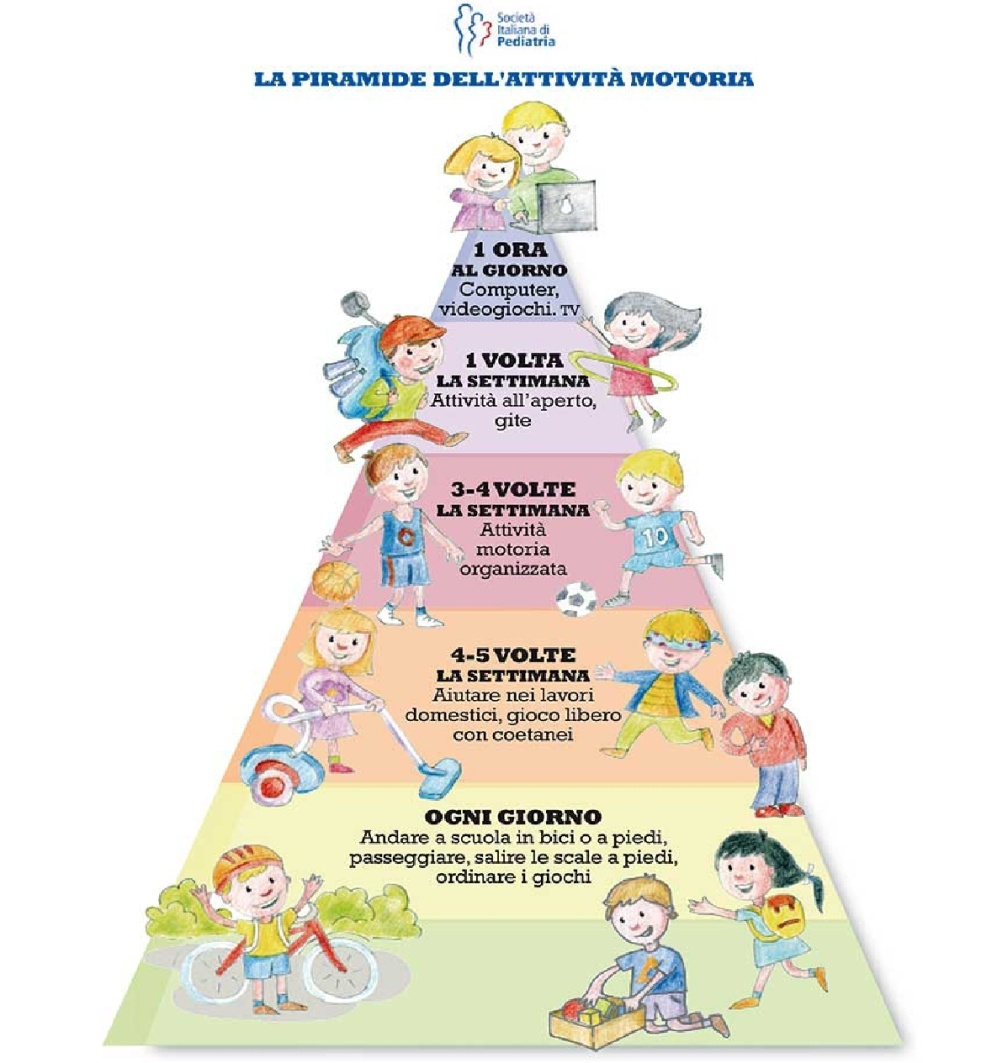 Società
Italiana di
Pediatria
LA PIRAMIDE DELL'ATTIVITÀ MOTORIA
1 ORA
AL GIORNO
Computer,
videogiochi. TV
1 VOLTA
LA SETTIMANA
Attività all'aperto,
gite
3-4 VOLTE
LA SETTIMANA
Attività
motoria
organizzata
10
4-5 VOLTE
LA SETTIMANA
Aiutare nei lavori
domestici, gioco libero
con coetanei
OGNI GIORNO
Andare a scuola in bici o a piedi,
passeggiare, salire le scale a piedi,
ordinare i giochi